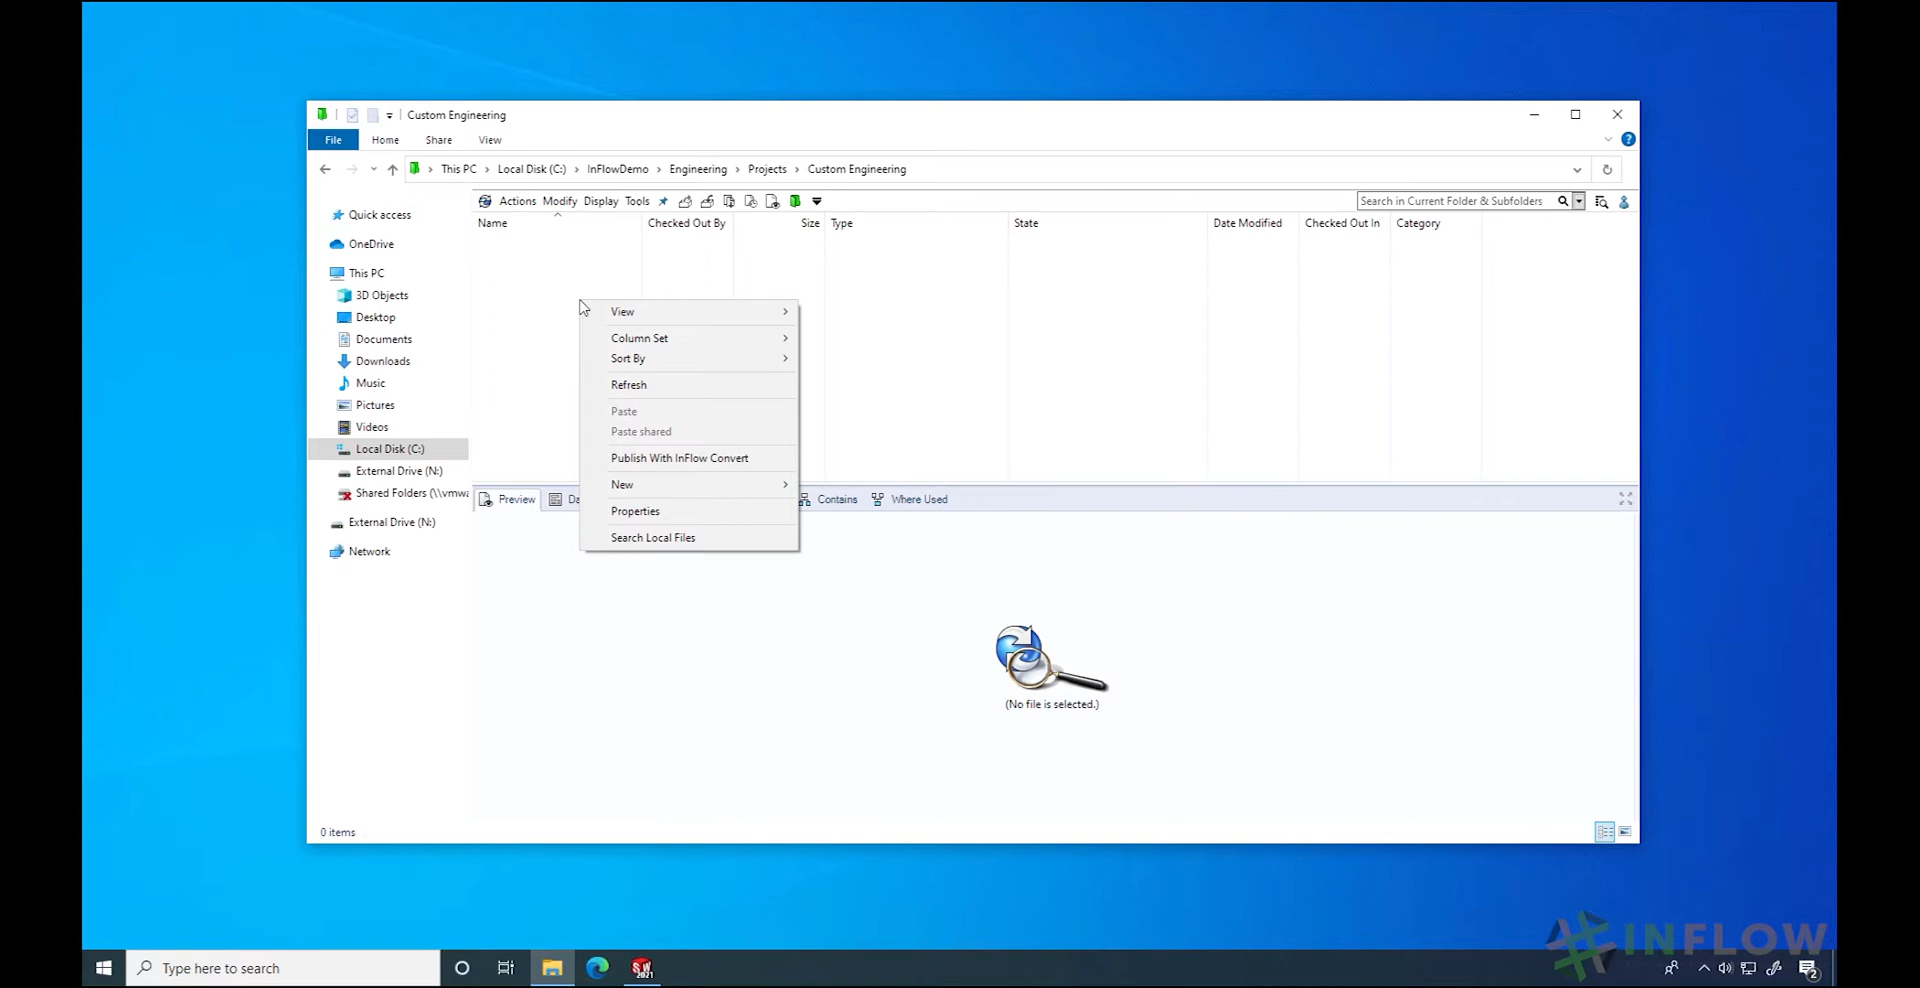 Custom Engineering
File Home Share View
This PC Local Disk (C:) InFlowDemo Engineering Projects Custom Engineering
Actions Modify Display Tools
Search in Current Folder & Subfolders
Name Checked Out By Size Type State Date Modified Checked Out In Category
Quick access
OneDrive
This PC
3D Objects
Desktop
Documents
Downloads
Music
Pictures
Videos
Local Disk (C:)
External Drive (N:)
Shared Folders (\\vmwa
External Drive (N:)
Network
View
Column Set
Sort By
Refresh
Paste
Paste shared
Publish With InFlow Convert
New
Properties
Search Local Files
Preview Da Contains Where Used
(No file is selected.)
0 items
INFLOW
Type here to search
SW
2021
2